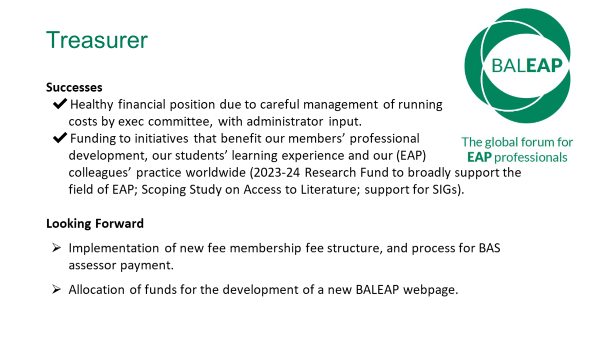 Treasurer
BALEAP
The global forum for
EAP professionals
Successes
✔ Healthy financial position due to careful management of running
costs by exec committee, with administrator input.
✔ Funding to initiatives that benefit our members’ professional
development, our students’ learning experience and our (EAP)
colleagues’ practice worldwide (2023-24 Research Fund to broadly support the
field of EAP; Scoping Study on Access to Literature; support for SIGs).
Looking Forward
➢ Implementation of new fee membership fee structure, and process for BAS
assessor payment.
➢ Allocation of funds for the development of a new BALEAP webpage.